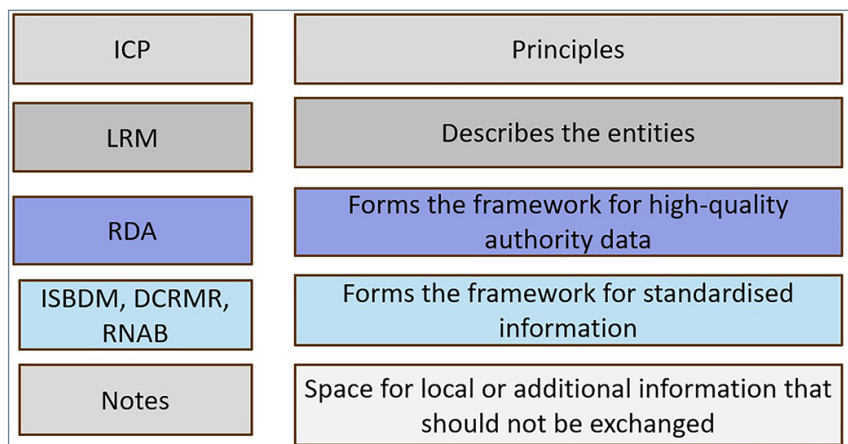 ICP
Principles
LRM
Describes the entities
RDA
Forms the framework for high-quality
authority data
ISBDM, DCRMR,
RNAB
Forms the framework for standardised
information
Notes
Space for local or additional information that
should not be exchanged